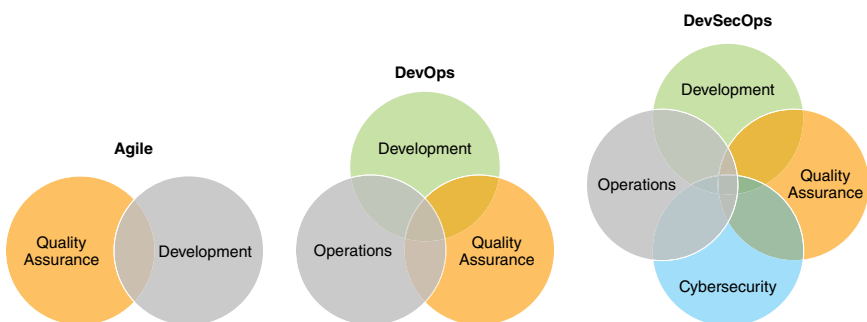 Agile
Quality
Assurance
Development
DevOps
Development
Operations
Quality
Assurance
DevSecOps
Development
Operations
Quality
Assurance
Cybersecurity